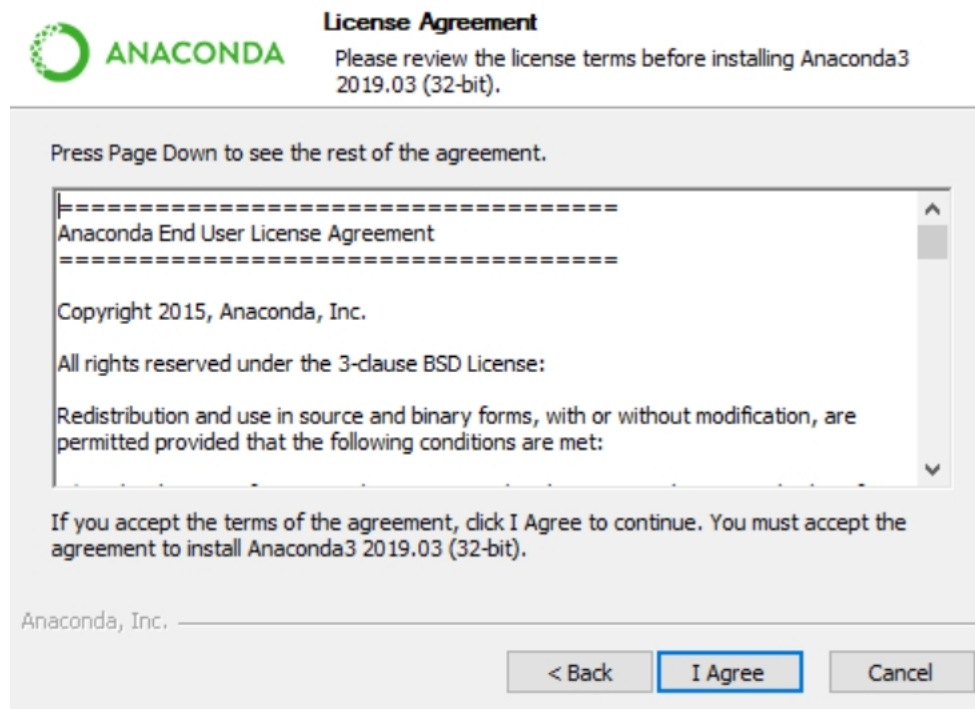 ANACONDA
License Agreement
Please review the license terms before installing Anaconda3
2019.03 (32-bit).
Press Page Down to see the rest of the agreement.
===================================
Anaconda End User License Agreement
===================================
Copyright 2015, Anaconda, Inc.
All rights reserved under the 3-clause BSD License:
Redistribution and use in source and binary forms, with or without modification, are
permitted provided that the following conditions are met:
If you accept the terms of the agreement, click I Agree to continue. You must accept the
agreement to install Anaconda3 2019.03 (32-bit).
Anaconda, Inc.
< Back
I Agree
Cancel